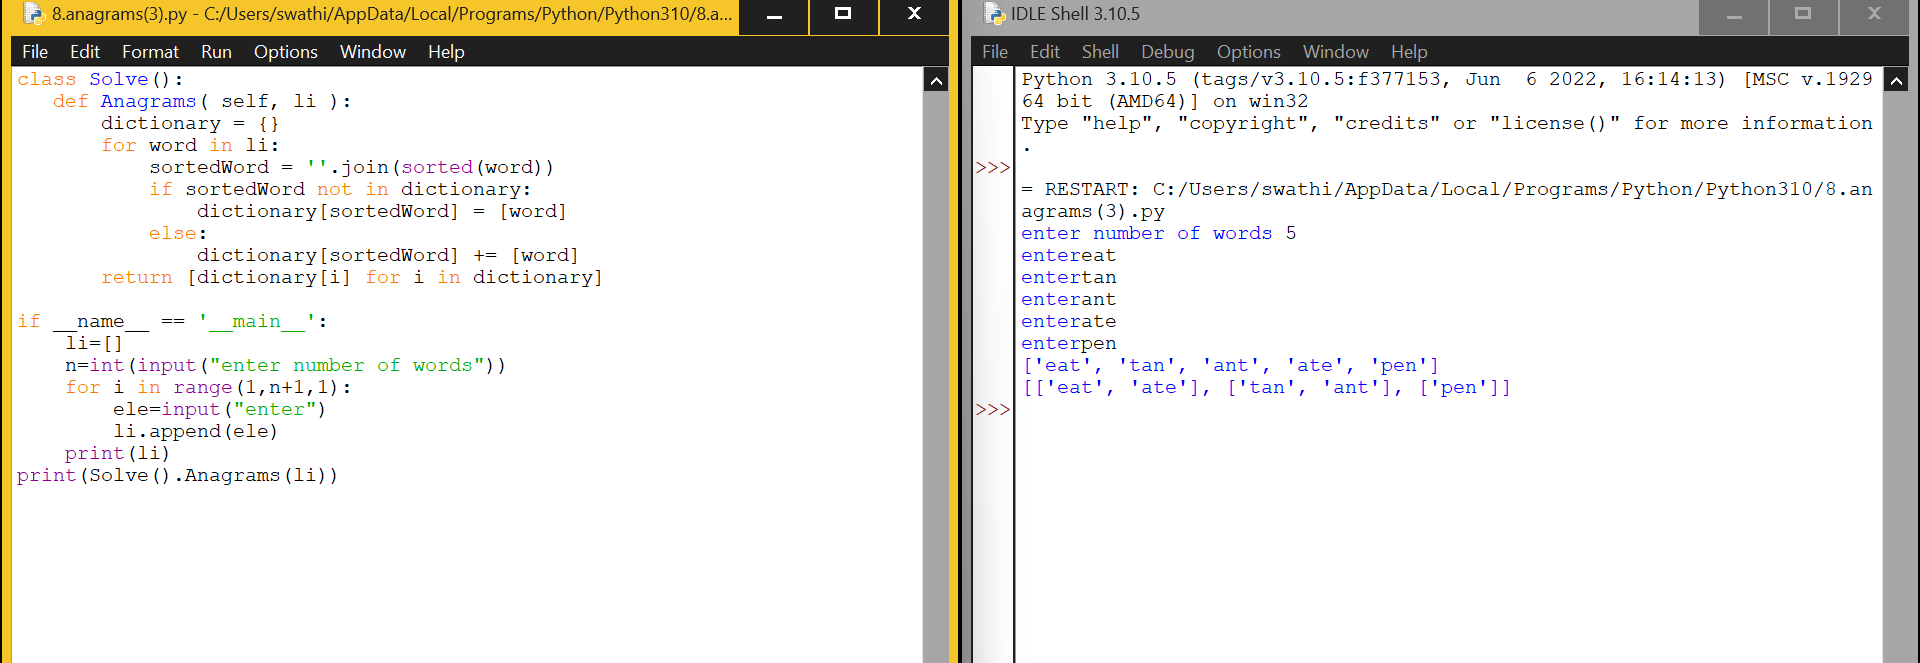 8.anagrams(3).py - C:/Users/swathi/AppData/Local/Programs/Python/Python310/8.a...
File Edit Format Run Options Window Help
class Solve():
   def Anagrams( self, li ):
       dictionary = {}
       for word in li:
           sortedWord = ''.join(sorted(word))
           if sortedWord not in dictionary:
               dictionary[sortedWord] = [word]
           else:
               dictionary[sortedWord] += [word]
       return [dictionary[i] for i in dictionary]

if __name__ == '__main__':
    li=[]
    n=int(input("enter number of words"))
    for i in range(1,n+1,1):
        ele=input("enter")
        li.append(ele)
    print(li)
print(Solve().Anagrams(li))
IDLE Shell 3.10.5
File Edit Shell Debug Options Window Help
Python 3.10.5 (tags/v3.10.5:f377153, Jun  6 2022, 16:14:13) [MSC v.1929
64 bit (AMD64)] on win32
Type "help", "copyright", "credits" or "license()" for more information
.
>>>
= RESTART: C:/Users/swathi/AppData/Local/Programs/Python/Python310/8.an
agrams(3).py
enter number of words 5
entereat
entertan
enterant
enterate
enterpen
['eat', 'tan', 'ant', 'ate', 'pen']
[['eat', 'ate'], ['tan', 'ant'], ['pen']]
>>>